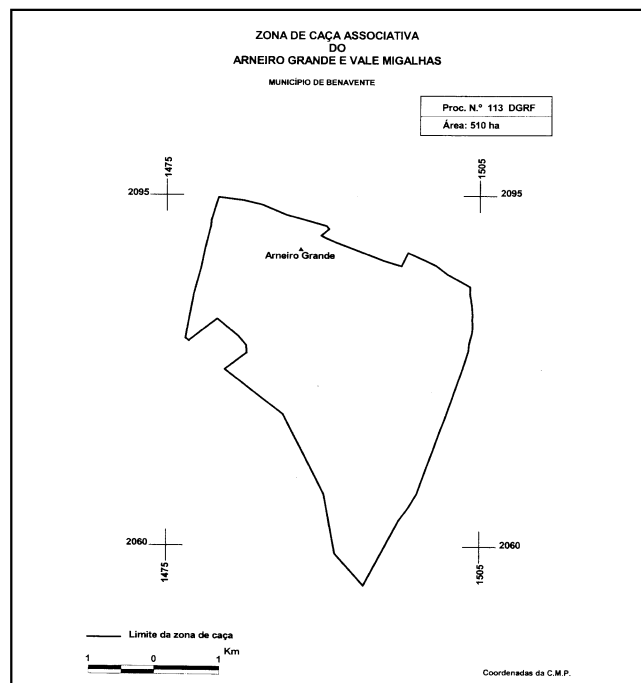 ZONA DE CAÇA ASSOCIATIVA
DO
ARNEIRO GRANDE E VALE MIGALHAS
MUNICÍPIO DE BENAVENTE
Proc. N.º 113 DGRF
Área: 510 ha
1475
1505
2095
2095
Arneiro Grande
2060
2060
1475
1505
Limite da zona de caça
1 0 1 Km
Coordenadas da C.M.P.